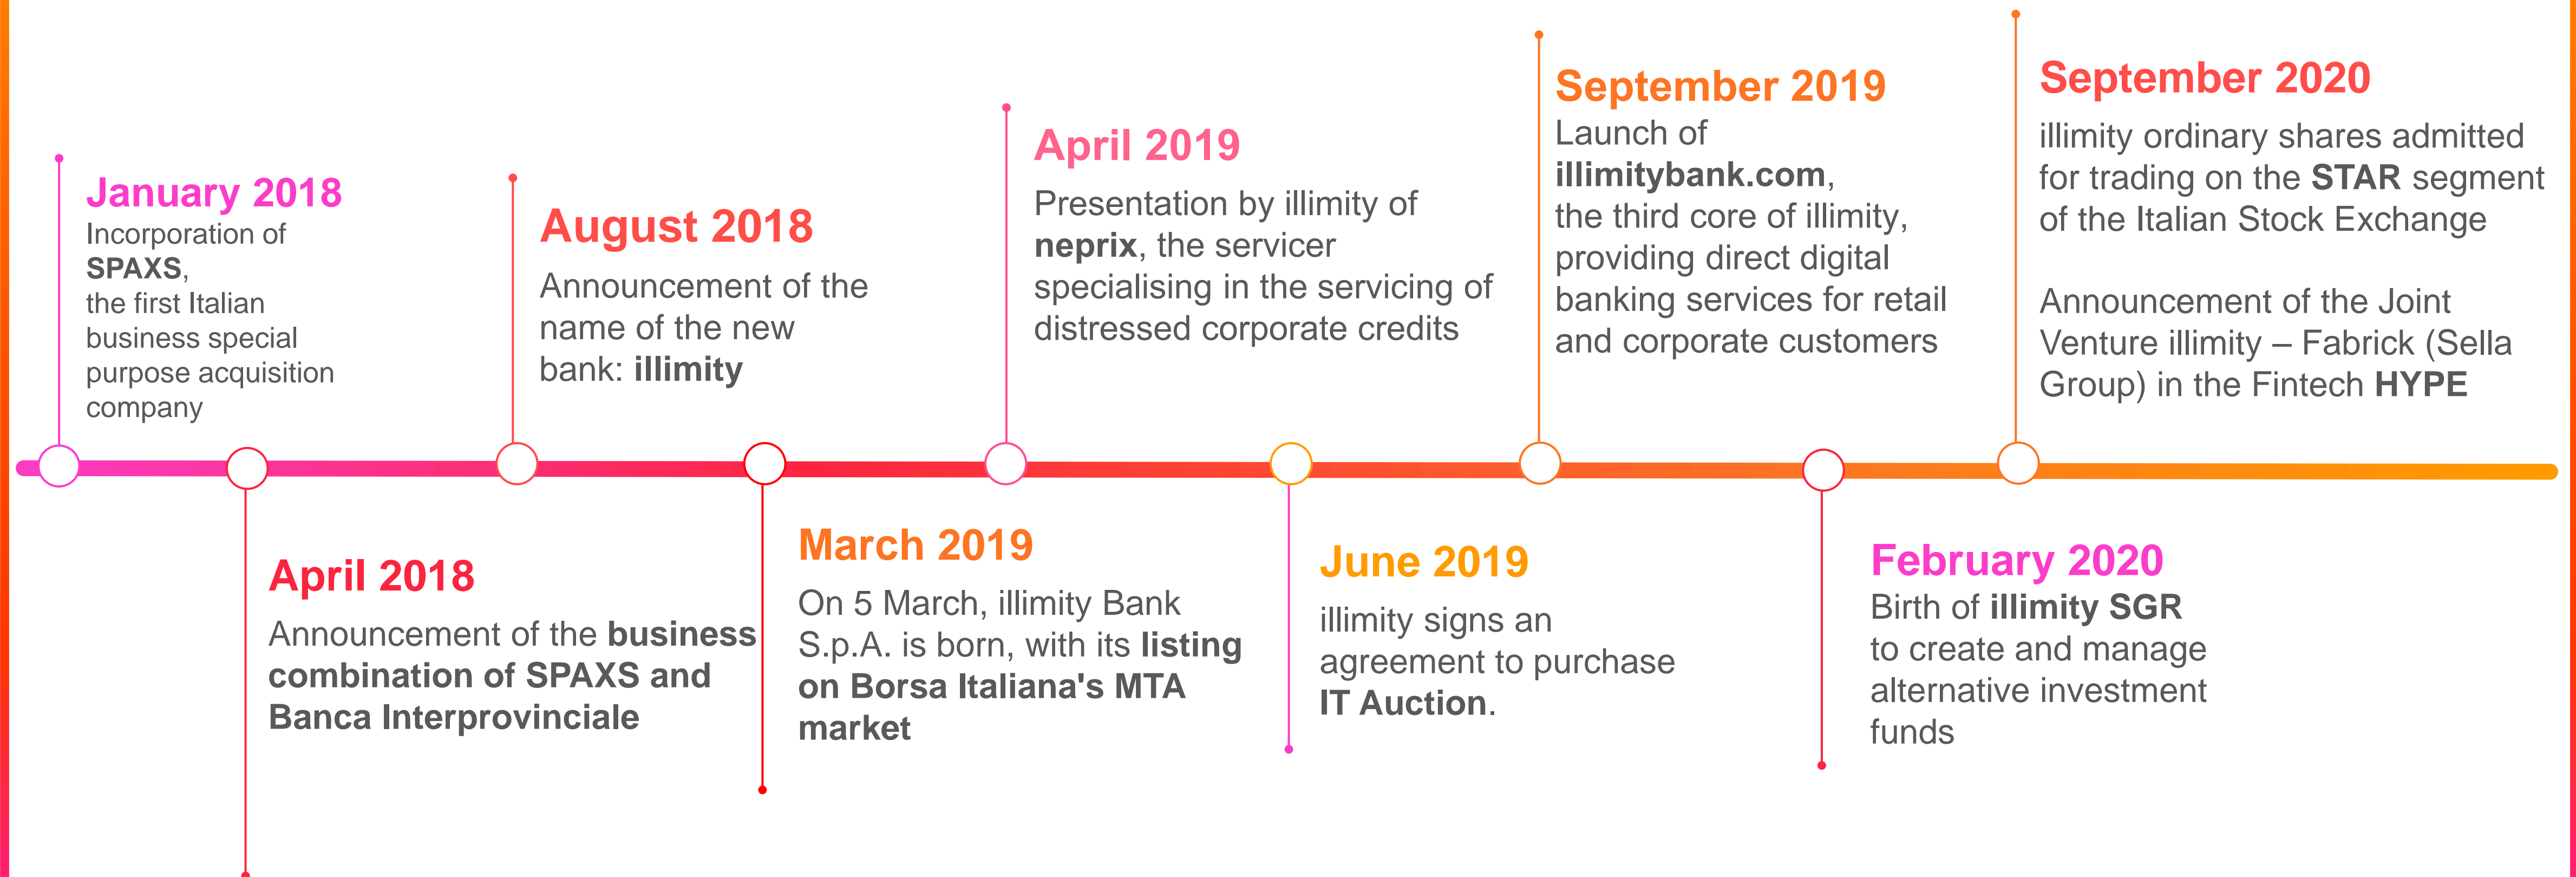 January 2018
Incorporation of
SPAXS,
the first Italian
business special
purpose acquisition
company
April 2018
Announcement of the business
combination of SPAXS and
Banca Interprovinciale
August 2018
Announcement of the
name of the new
bank: illimity
March 2019
On 5 March, illimity Bank
S.p.A. is born, with its listing
on Borsa Italiana's MTA
market
April 2019
Presentation by illimity of
neprix, the servicer
specialising in the servicing of
distressed corporate credits
June 2019
illimity signs an
agreement to purchase
IT Auction.
September 2019
Launch of
illimitybank.com,
the third core of illimity,
providing direct digital
banking services for retail
and corporate customers
February 2020
Birth of illimity SGR
to create and manage
alternative investment
funds
September 2020
illimity ordinary shares admitted
for trading on the STAR segment
of the Italian Stock Exchange
Announcement of the Joint
Venture illimity – Fabrick (Sella
Group) in the Fintech HYPE